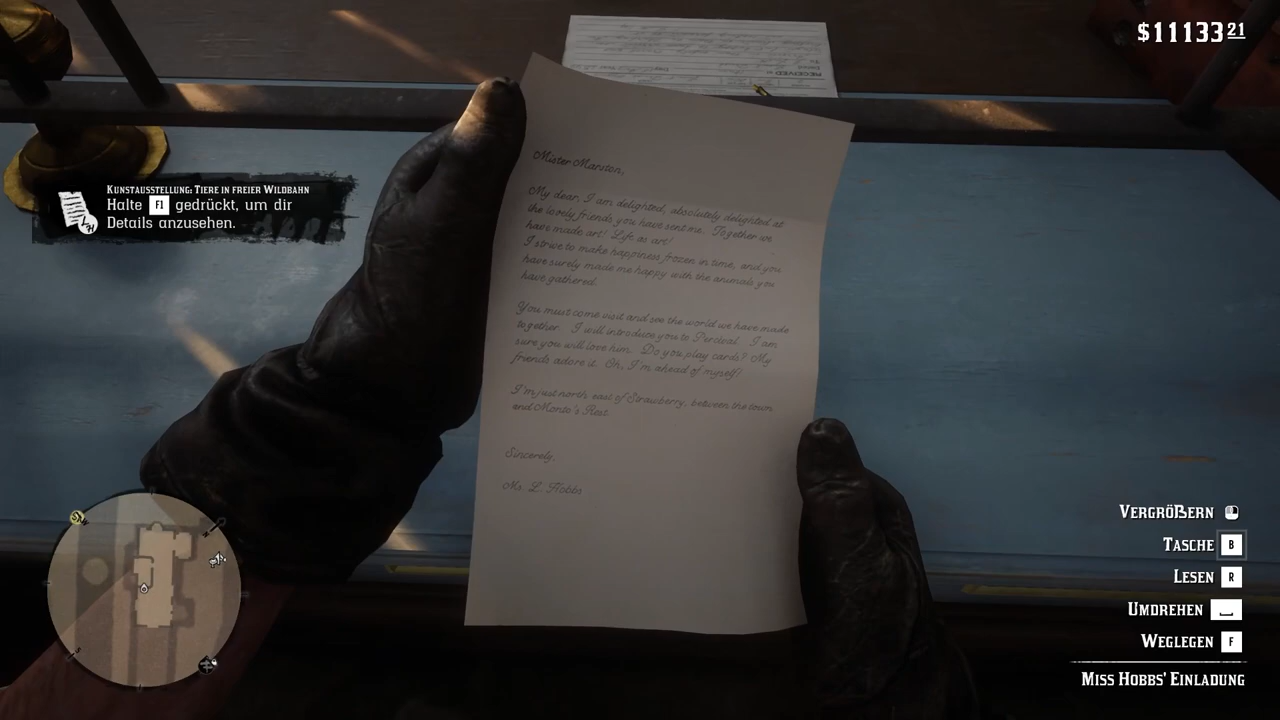 $11133 21
RECEIVED
Kunstausstellung: Tiere in freier Wildbahn
Halte F1 gedrückt, um dir
Details anzusehen.
Mister Marston,
My dear, I am delighted, absolutely delighted at
the lovely friends you have sent me. Together we
have made art! Life as art!
I strive to make happiness frozen in time, and you
have surely made me happy with the animals you
have gathered.
You must come visit and see the world we have made
together. I will introduce you to Percival. I am
sure you will love him. Do you play cards? My
friends adore it. Oh, I'm ahead of myself!
I'm just north east of Strawberry, between the town
and Monto's Rest.
Sincerely,
Ms. L. Hobbs
Vergrößern
Tasche B
Lesen R
Umdrehen
Weglegen F
Miss Hobbs' Einladung